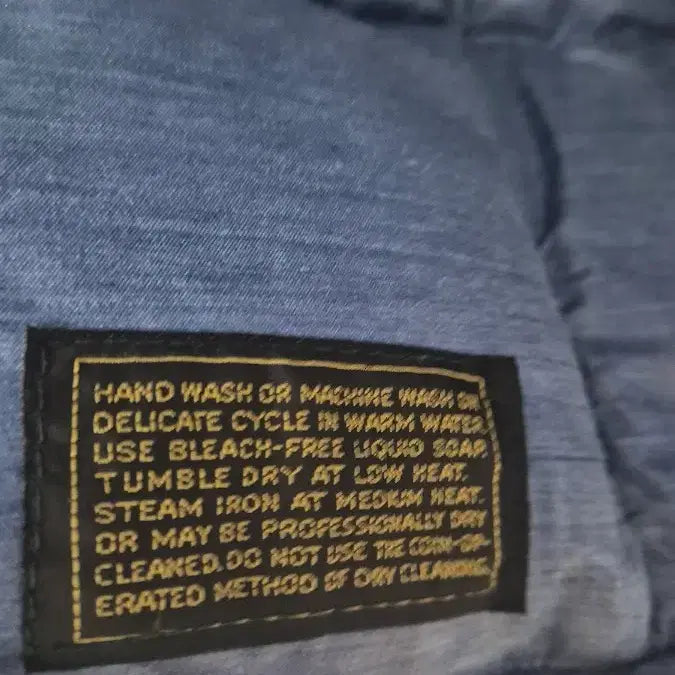 HAND WASH OR MACHINE WASH ON
DELICATE CYCLE IN WARM WATER.
USE BLEACH-FREE LIQUID SOAP.
TUMBLE DRY AT LOW HEAT.
STEAM IRON AT MEDIUM HEAT.
OR MAY BE PROFESSIONALLY DRY
CLEANED. DO NOT USE THE COIN-OP-
ERATED METHOD OF DRY CLEANING.